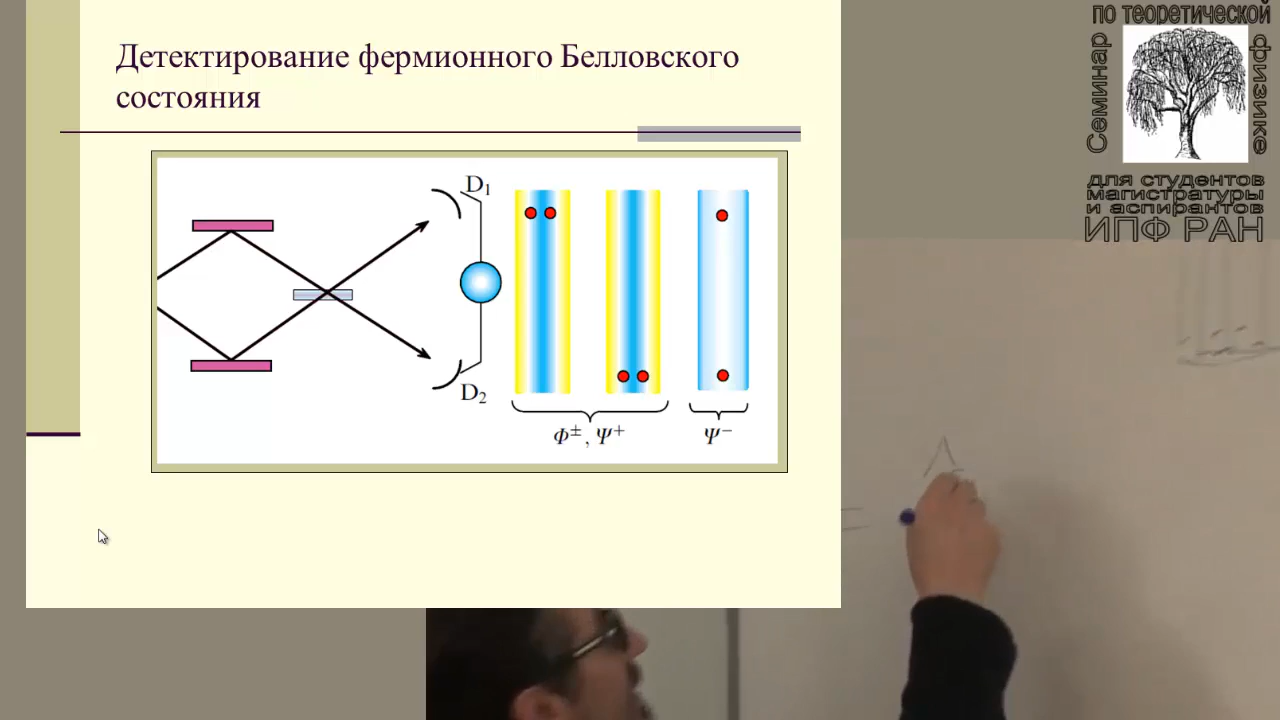 Детектирование фермионного Белловского
состояния
D₁
D₂
Φ±, Ψ+
Ψ−
Семинар
по теоретической
физике
для студентов
магистратуры
и аспирантов
ИПФ РАН